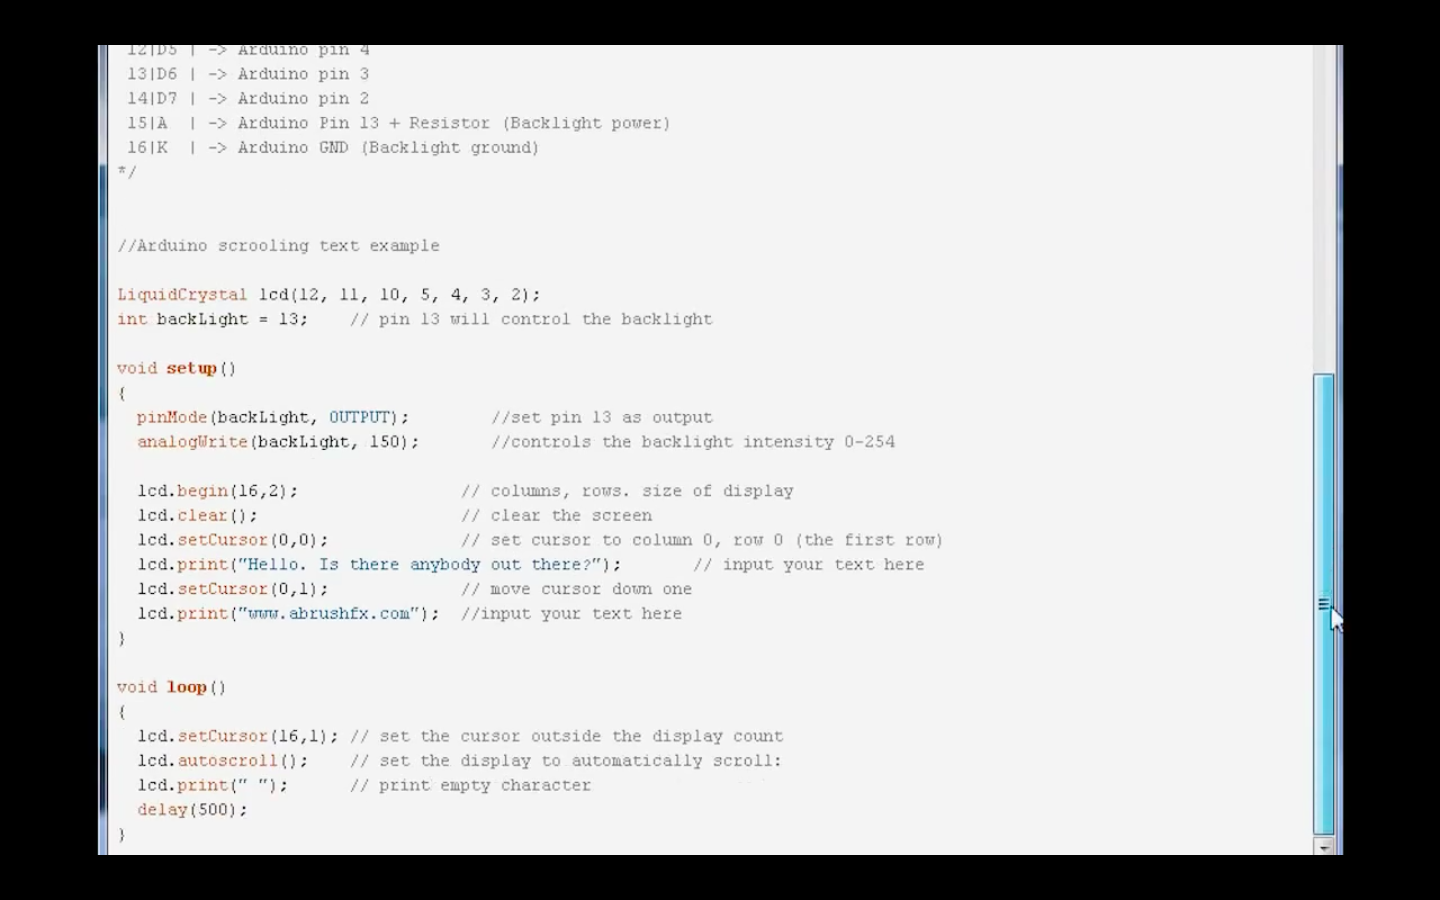 12|D5 | -> Arduino pin 4
13|D6 | -> Arduino pin 3
14|D7 | -> Arduino pin 2
15|A | -> Arduino Pin 13 + Resistor (Backlight power)
16|K | -> Arduino GND (Backlight ground)
*/
//Arduino scrooling text example
LiquidCrystal lcd(12, 11, 10, 5, 4, 3, 2);
int backLight = 13; // pin 13 will control the backlight
void setup()
{
pinMode(backLight, OUTPUT); //set pin 13 as output
analogWrite(backLight, 150); //controls the backlight intensity 0-254
lcd.begin(16,2); // columns, rows. size of display
lcd.clear(); // clear the screen
lcd.setCursor(0,0); // set cursor to column 0, row 0 (the first row)
lcd.print("Hello. Is there anybody out there?"); // input your text here
lcd.setCursor(0,1); // move cursor down one
lcd.print("www.abrushfx.com"); //input your text here
}
void loop()
{
lcd.setCursor(16,1); // set the cursor outside the display count
lcd.autoscroll(); // set the display to automatically scroll:
lcd.print(" "); // print empty character
delay(500);
}